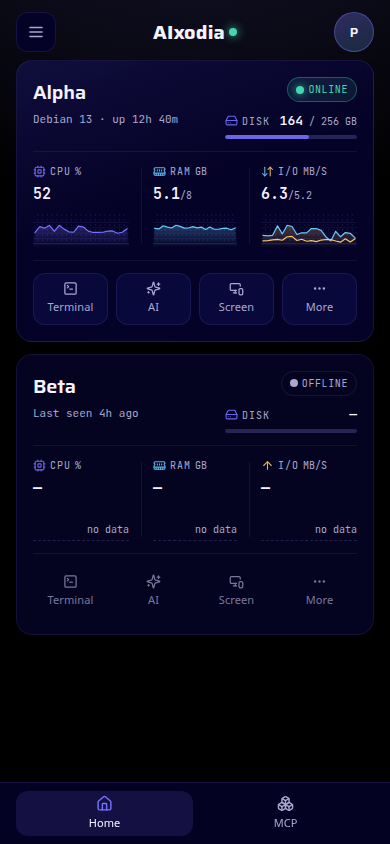 AIxodia
P
Alpha
ONLINE
Debian 13 · up 12h 40m
DISK 164 / 256 GB
CPU %
RAM GB
I/O MB/S
52
5.1/8
6.3/5.2
Terminal
AI
Screen
More
Beta
OFFLINE
Last seen 4h ago
DISK —
CPU %
RAM GB
I/O MB/S
—
—
—
no data
no data
no data
Terminal
AI
Screen
More
Home
MCP